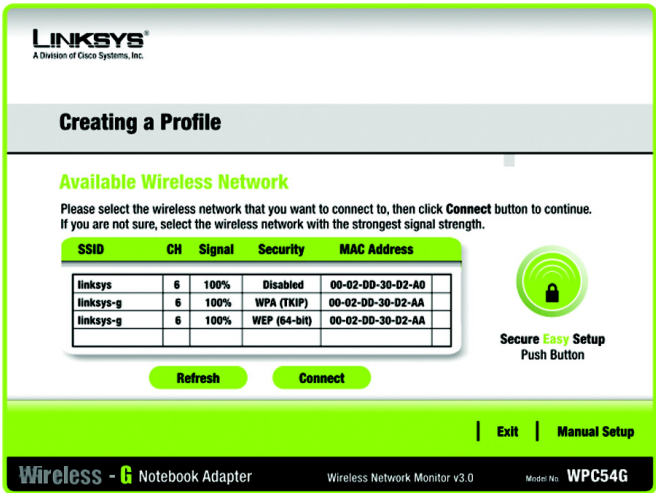 LINKSYS®
A Division of Cisco Systems, Inc.
Creating a Profile
Available Wireless Network
Please select the wireless network that you want to connect to, then click Connect button to continue.
If you are not sure, select the wireless network with the strongest signal strength.
SSID CH Signal Security MAC Address
linksys 6 100% Disabled 00-02-DD-30-D2-A0
linksys-g 6 100% WPA (TKIP) 00-02-DD-30-D2-AA
linksys-g 6 100% WEP (64-bit) 00-02-DD-30-D2-AA
Secure Easy Setup
Push Button
Refresh Connect
Exit Manual Setup
Wireless - G Notebook Adapter Wireless Network Monitor v3.0 Model No. WPC54G